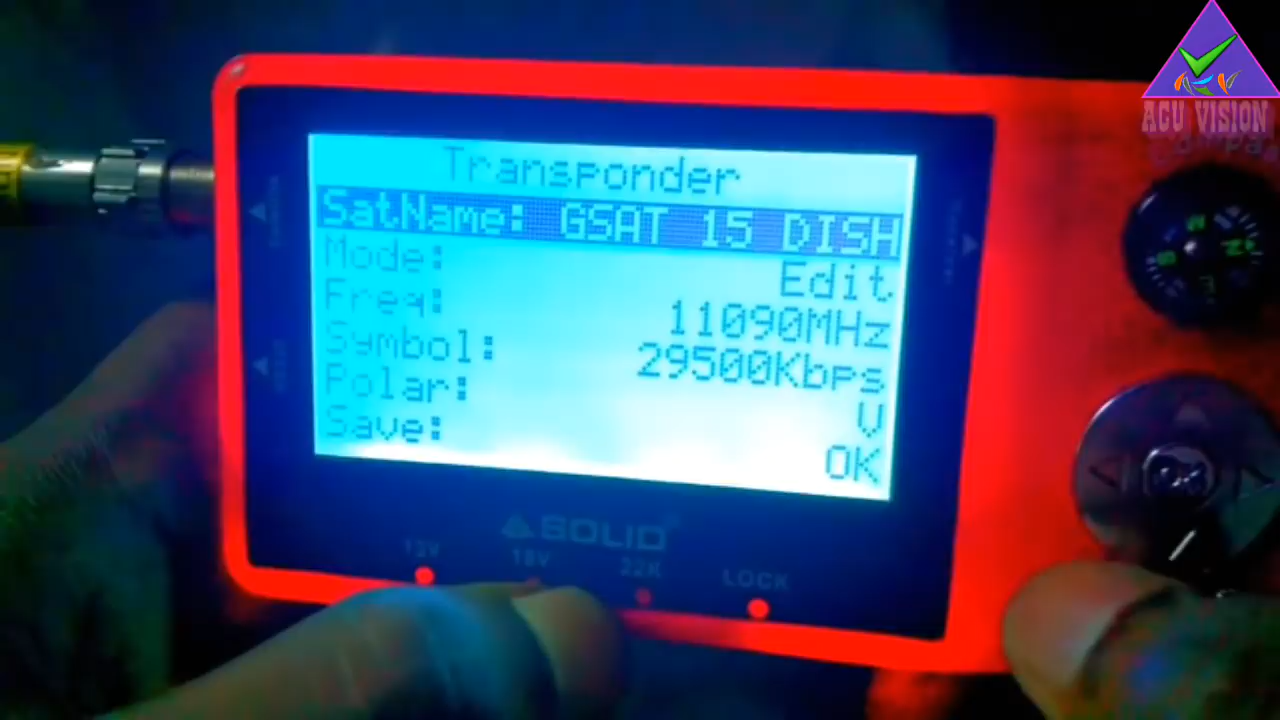 ACU VISION
Compa
Transponder
SatName: GSAT 15 DISH
Mode: Edit
Freq: 11090MHz
Symbol: 29500Kbps
Polar: V
Save: OK
SOLID
13V 18V 22K LOCK